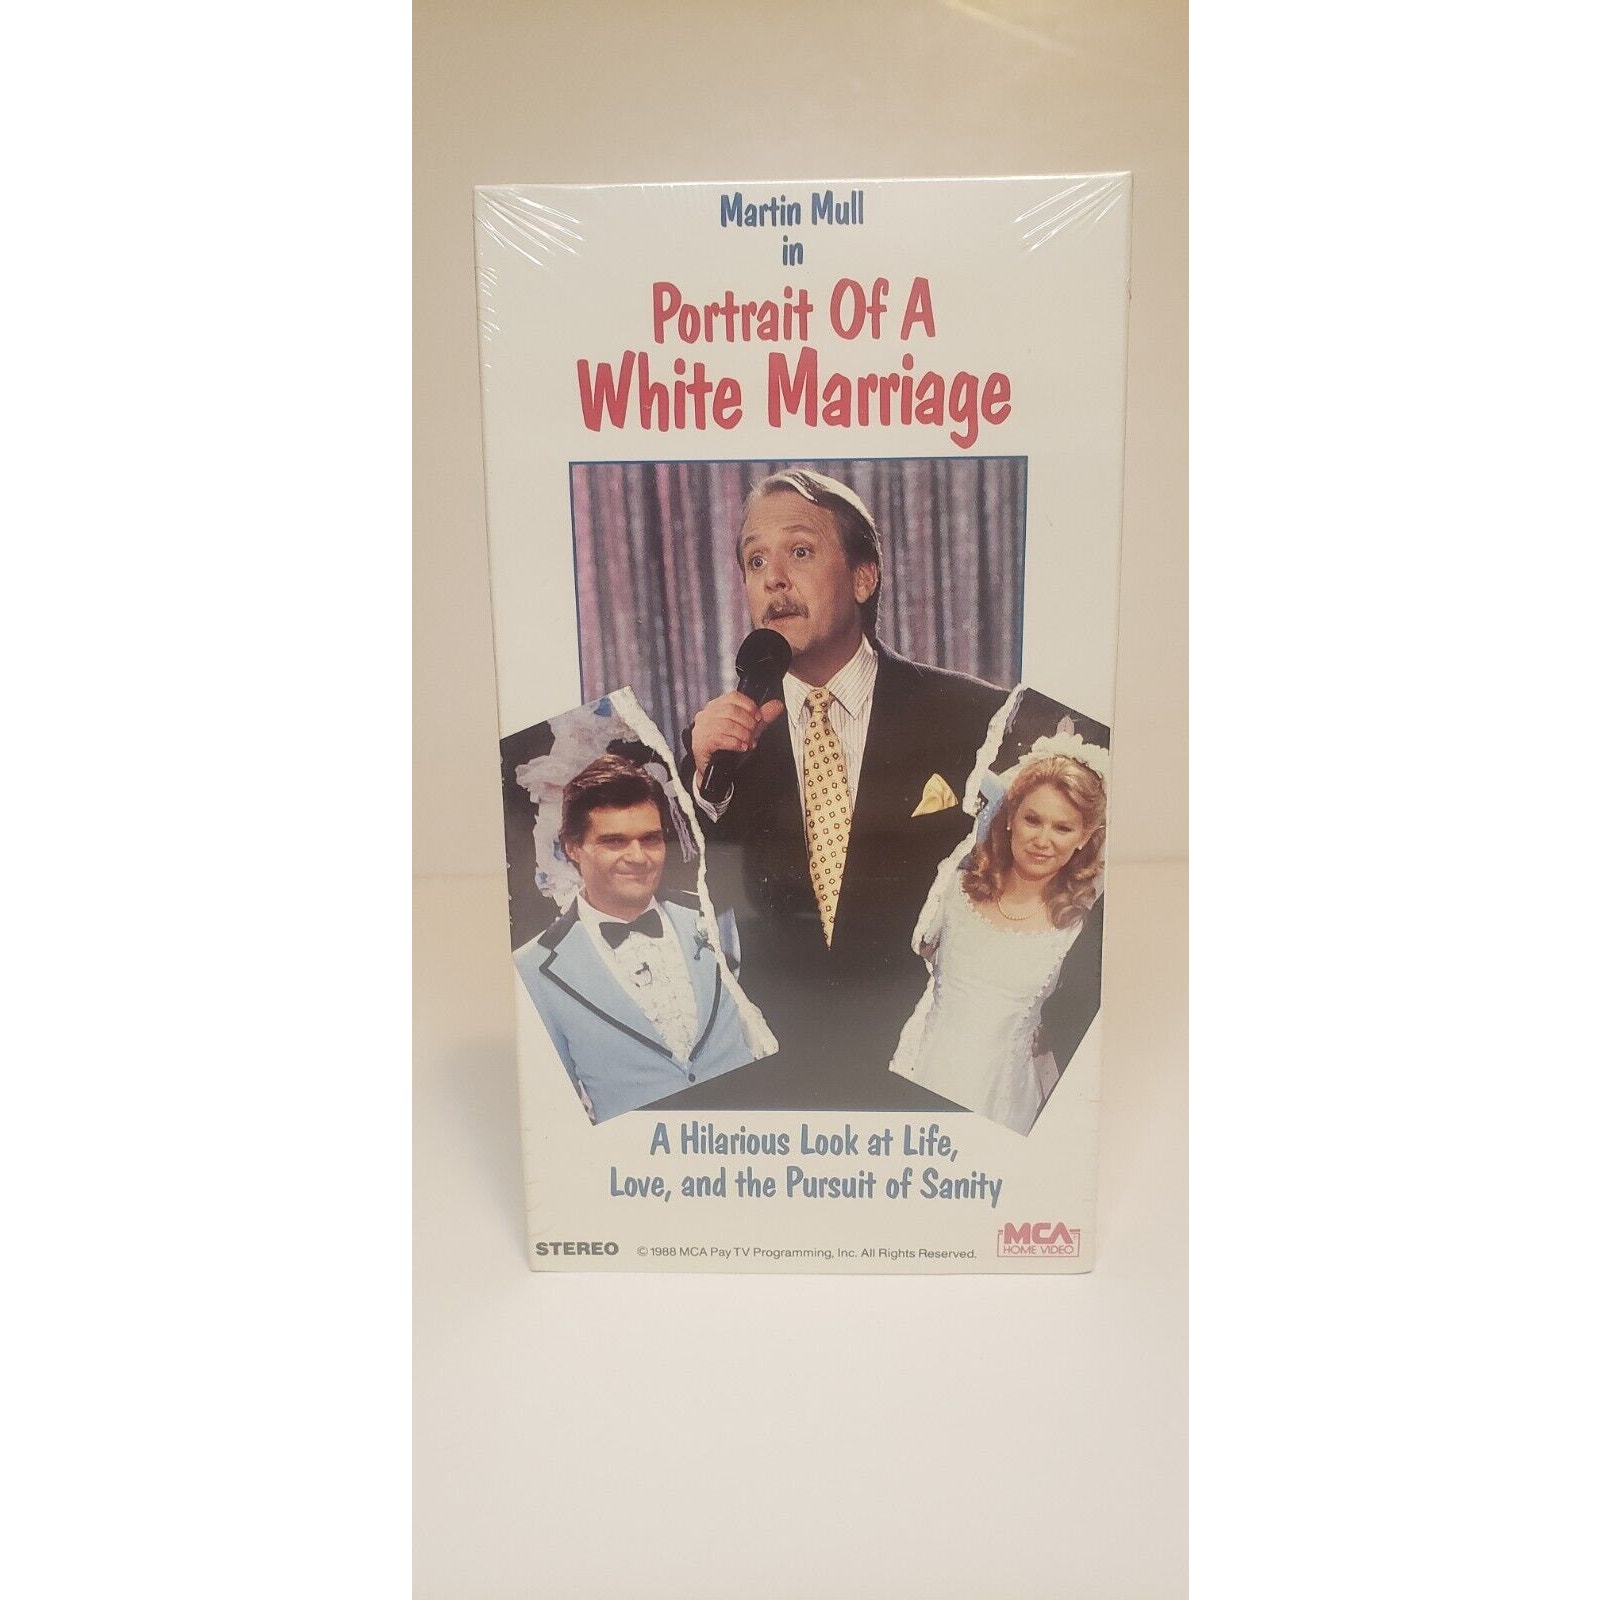 Martin Mull
in
Portrait Of A
White Marriage
A Hilarious Look at Life,
Love, and the Pursuit of Sanity
STEREO ©1988 MCA Pay TV Programming, Inc. All Rights Reserved.
MCA
HOME VIDEO